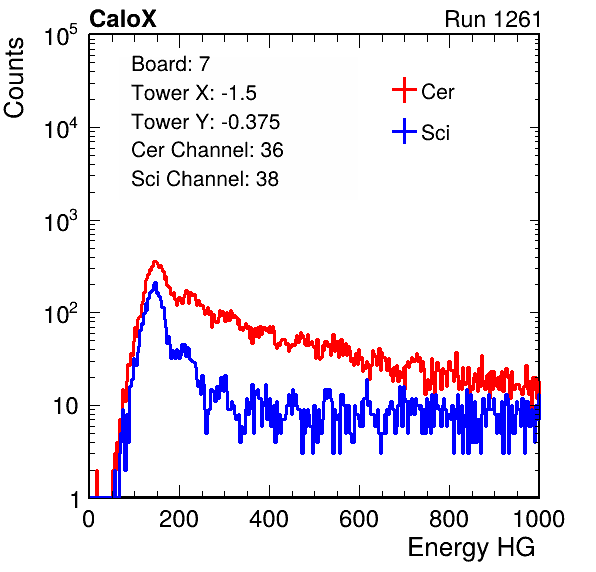 CaloX Run 1261
Counts
10^5
10^4
10^3
10^2
10
1
Board: 7
Tower X: -1.5
Tower Y: -0.375
Cer Channel: 36
Sci Channel: 38
Cer
Sci
0 200 400 600 800 1000
Energy HG